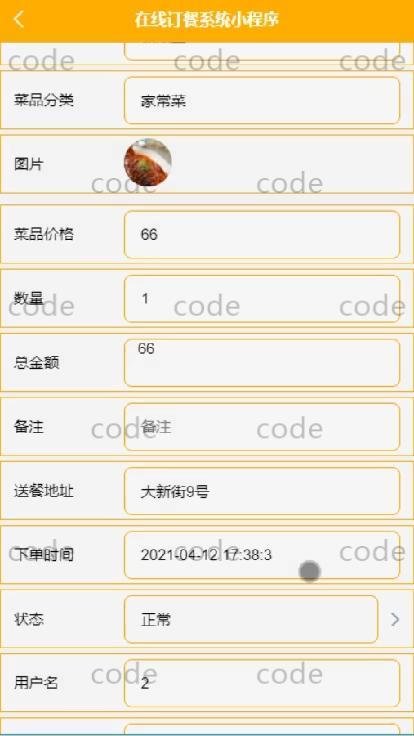 在线订餐系统小程序
code code code
菜品分类 家常菜
图片
code code
菜品价格 66
数量 1
code code code
总金额 66
备注 备注
code code
送餐地址 大新街9号
下单时间 2021-04-12 17:38:3
code code code
状态 正常
用户名 2
code code